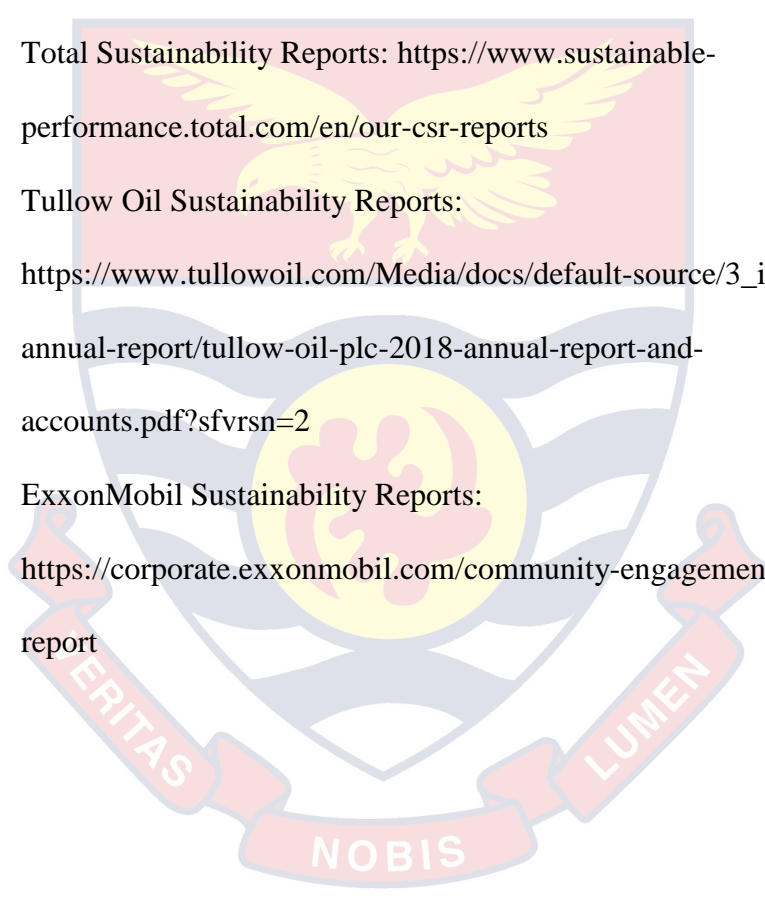 Total Sustainability Reports: https://www.sustainable-
performance.total.com/en/our-csr-reports
Tullow Oil Sustainability Reports:
https://www.tullowoil.com/Media/docs/default-source/3_i
annual-report/tullow-oil-plc-2018-annual-report-and-
accounts.pdf?sfvrsn=2
ExxonMobil Sustainability Reports:
https://corporate.exxonmobil.com/community-engagemen
report
VERITAS
NOBIS
LUMEN